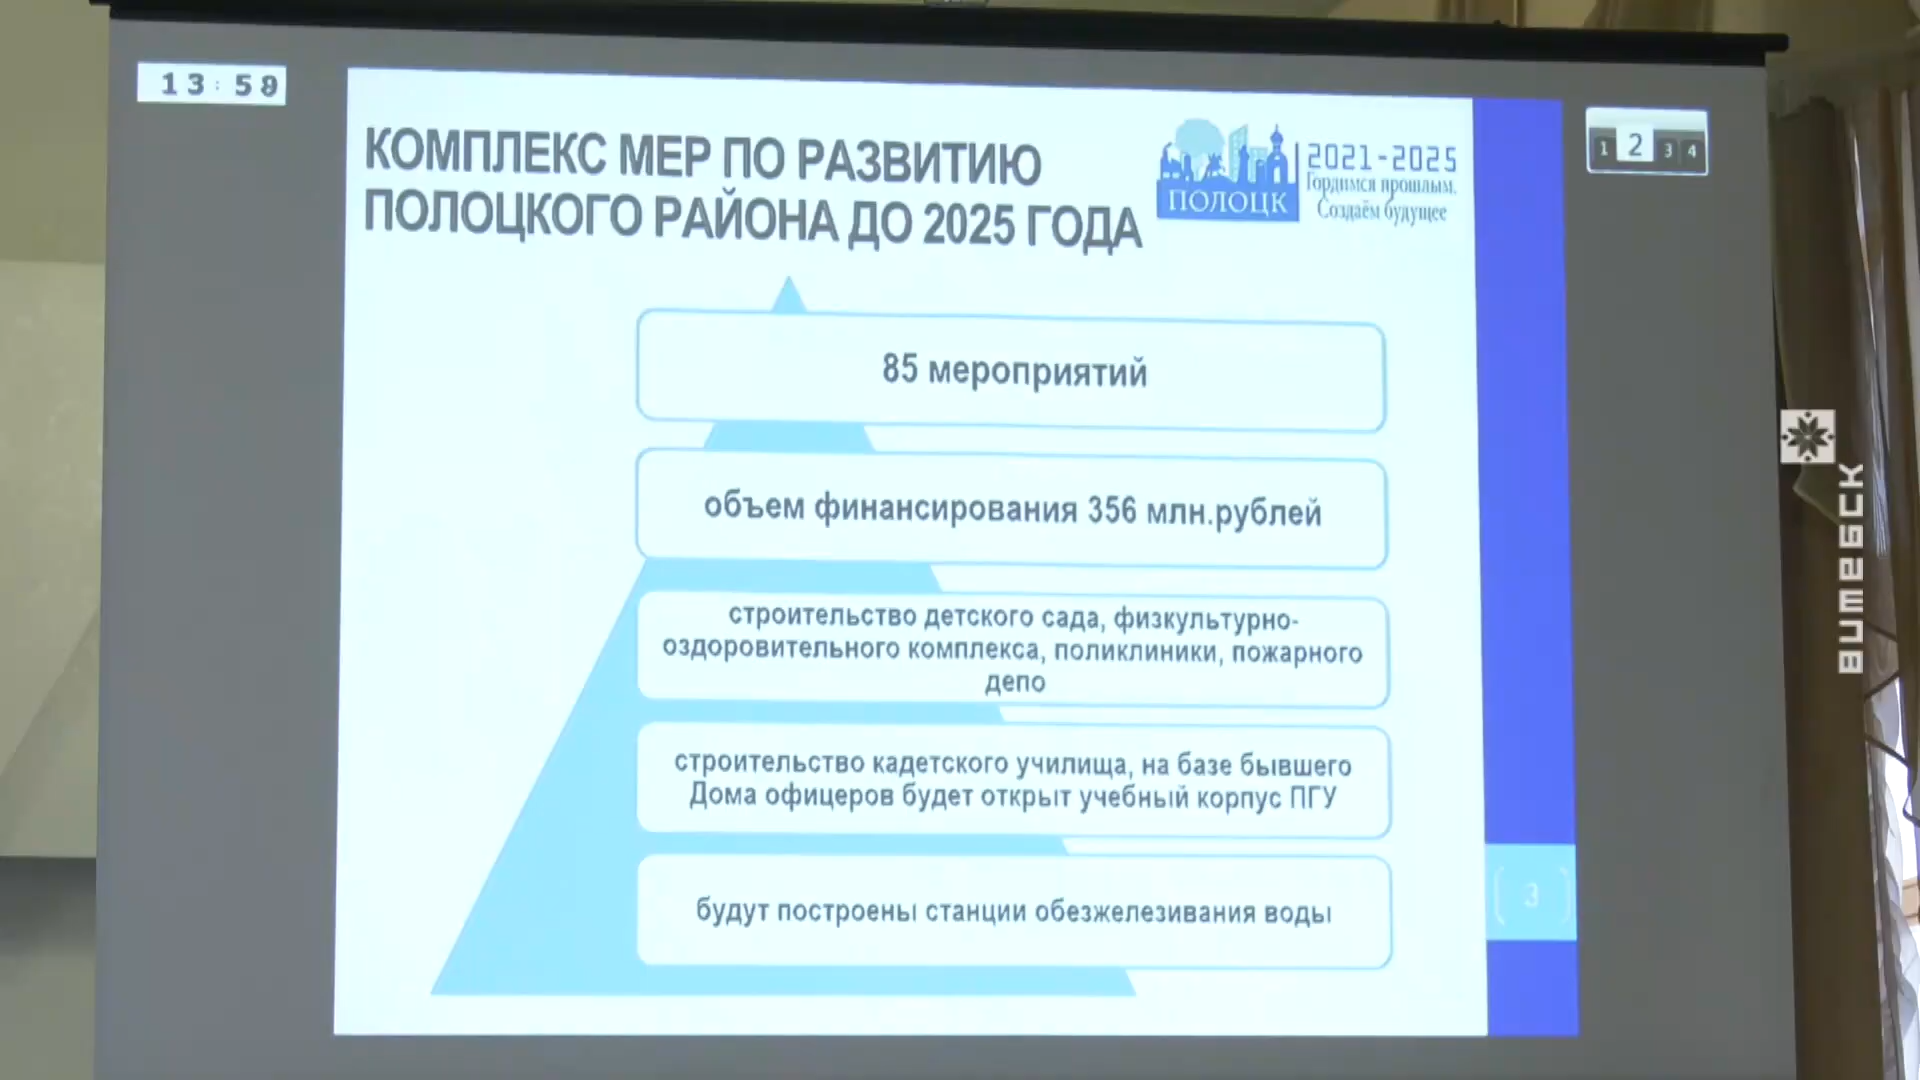 13:59
КОМПЛЕКС МЕР ПО РАЗВИТИЮ
ПОЛОЦКОГО РАЙОНА ДО 2025 ГОДА
ПОЛОЦК
2021-2025
Гордимся прошлым.
Создаём будущее
1 2 3 4
85 мероприятий
объем финансирования 356 млн.рублей
строительство детского сада, физкультурно-
оздоровительного комплекса, поликлиники, пожарного
депо
строительство кадетского училища, на базе бывшего
Дома офицеров будет открыт учебный корпус ПГУ
будут построены станции обезжелезивания воды
3
витебск